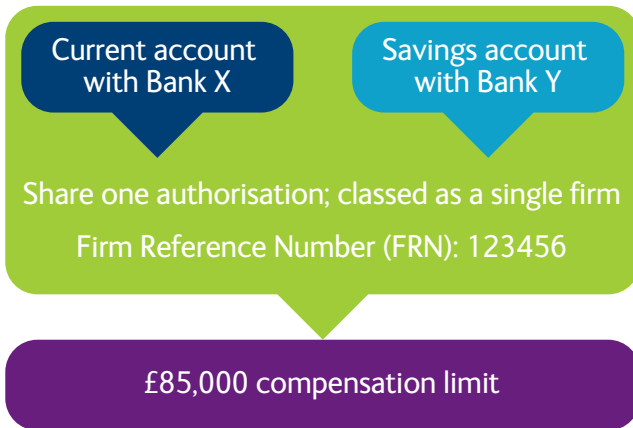 Current account
with Bank X
Savings account
with Bank Y
Share one authorisation; classed as a single firm
Firm Reference Number (FRN): 123456
£85,000 compensation limit